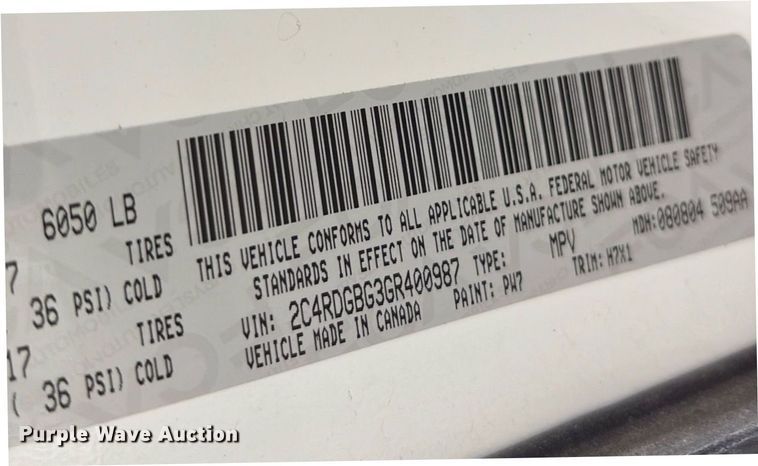 6050 LB
7 TIRES
36 PSI) COLD
17 TIRES
( 36 PSI) COLD
THIS VEHICLE CONFORMS TO ALL APPLICABLE U.S.A. FEDERAL MOTOR VEHICLE SAFETY
STANDARDS IN EFFECT ON THE DATE OF MANUFACTURE SHOWN ABOVE.
VIN: 2C4RDGBG3GR400987 TYPE: MPV MDH: 080804 509AA
VEHICLE MADE IN CANADA PAINT: PW7 TRIM: H7X1
Purple Wave Auction